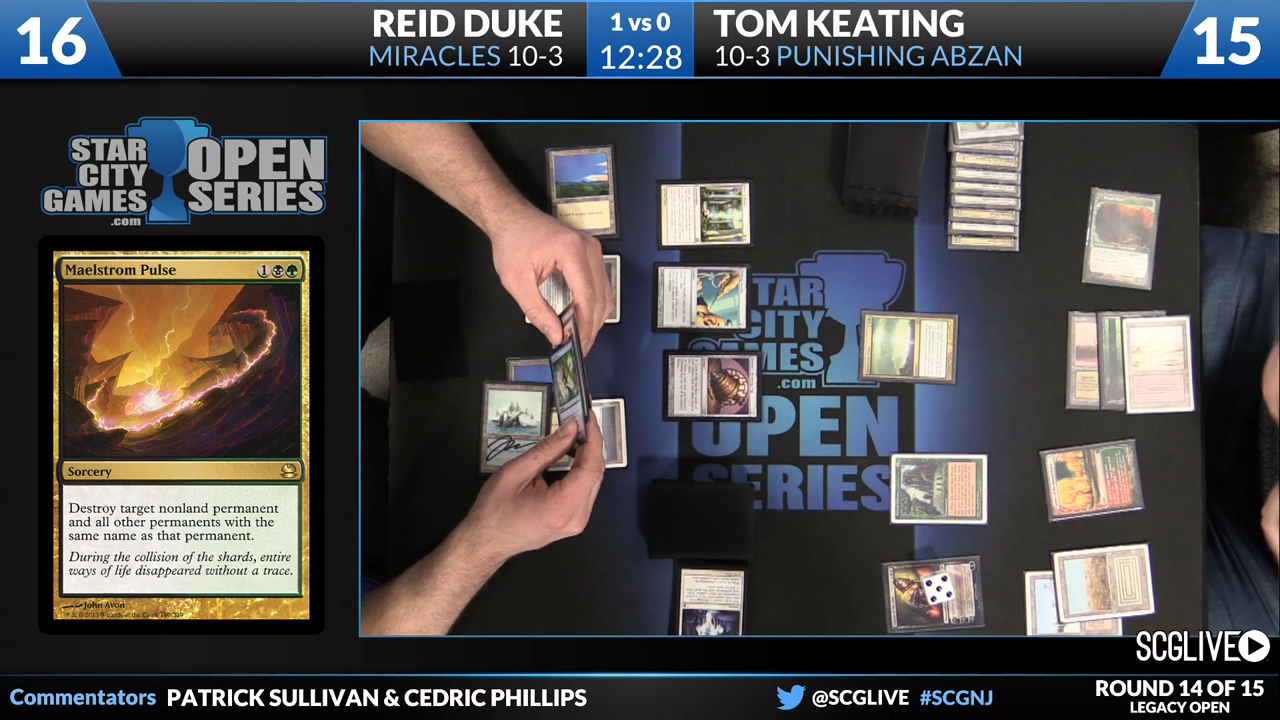 16
REID DUKE
MIRACLES 10-3
1 vs 0
12:28
TOM KEATING
10-3 PUNISHING ABZAN
15
STAR
CITY
GAMES
.com
OPEN
SERIES
Maelstrom Pulse 1
Sorcery
Destroy target nonland permanent
and all other permanents with the
same name as that permanent.
During the collision of the shards, entire
ways of life disappeared without a trace.
John Avon
STAR
CITY
GAMES
.com
OPEN
SERIES
SCGLIVE
Commentators PATRICK SULLIVAN & CEDRIC PHILLIPS
@SCGLIVE #SCGNJ
ROUND 14 OF 15
LEGACY OPEN